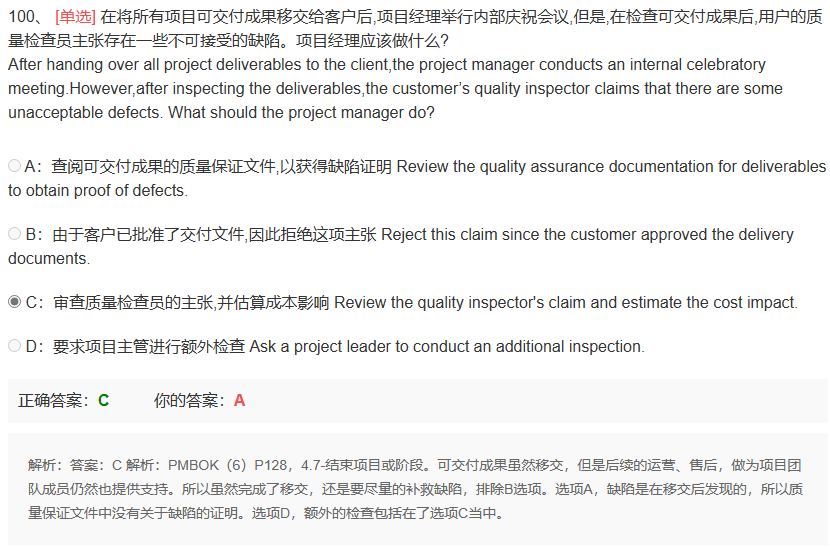 100、 [单选] 在将所有项目可交付成果移交给客户后,项目经理举行内部庆祝会议,但是,在检查可交付成果后,用户的质
量检查员主张存在一些不可接受的缺陷。项目经理应该做什么?
After handing over all project deliverables to the client,the project manager conducts an internal celebratory
meeting.However,after inspecting the deliverables,the customer's quality inspector claims that there are some
unacceptable defects. What should the project manager do?
A：查阅可交付成果的质量保证文件,以获得缺陷证明 Review the quality assurance documentation for deliverables
to obtain proof of defects.
B：由于客户已批准了交付文件,因此拒绝这项主张 Reject this claim since the customer approved the delivery
documents.
C：审查质量检查员的主张,并估算成本影响 Review the quality inspector's claim and estimate the cost impact.
D：要求项目主管进行额外检查 Ask a project leader to conduct an additional inspection.
正确答案：C 你的答案：A
解析：答案：C 解析：PMBOK（6）P128，4.7-结束项目或阶段。可交付成果虽然移交，但是后续的运营、售后，做为项目团
队成员仍然也提供支持。所以虽然完成了移交，还是要尽量的补救缺陷，排除B选项。选项A，缺陷是在移交后发现的，所以质
量保证文件中没有关于缺陷的证明。选项D，额外的检查包括在了选项C当中。